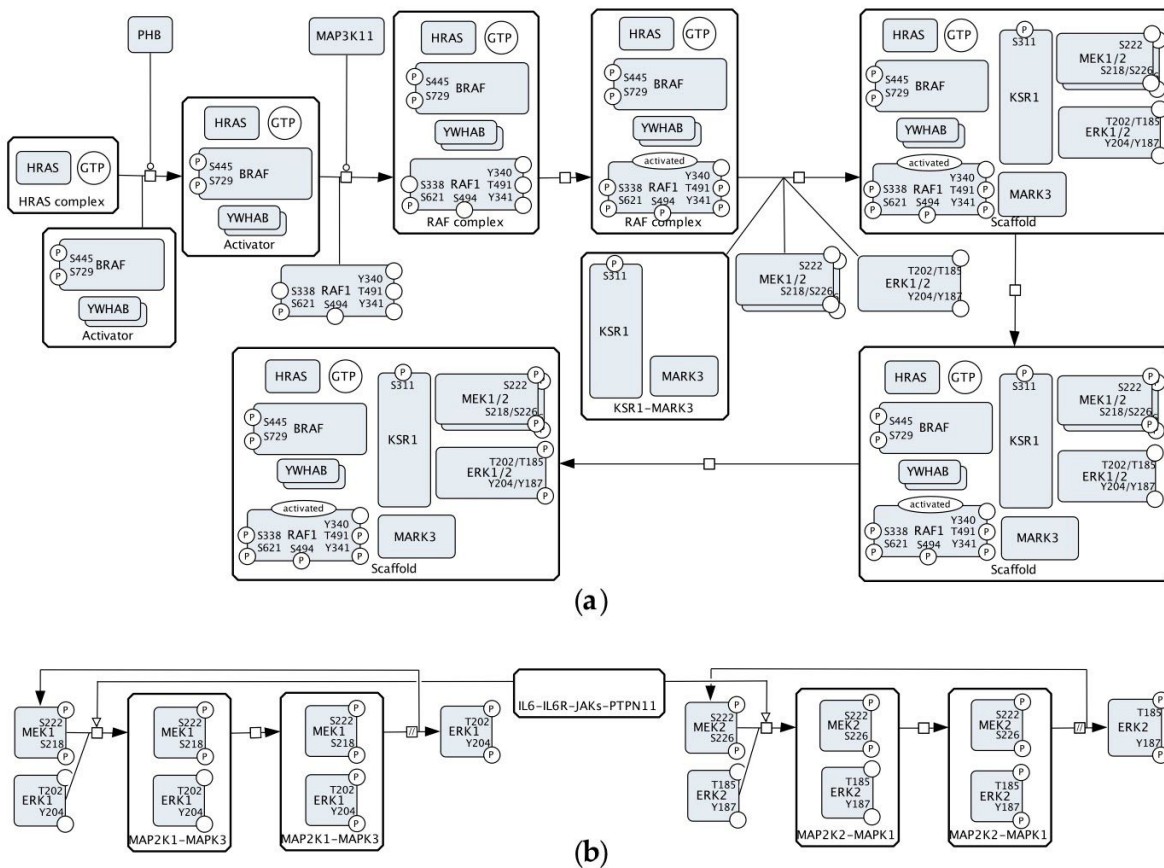 PHB
MAP3K11
HRAS GTP
P S445
P S729 BRAF
YWHAB
S338 RAF1 Y340
S621 S494 T491
P Y341
RAF complex
HRAS GTP
P S445
P S729 BRAF
YWHAB
activated
P S338 RAF1 Y340
P S621 S494 T491 P
P Y341 P
RAF complex
HRAS GTP
P S445
P S729 BRAF
YWHAB
activated
P S338 RAF1 Y340
P S621 S494 T491 P
P Y341 P
P
S311
KSR1
S222
MEK1/2
S218/S226
T202/T185
ERK1/2
Y204/Y187
MARK3
Scaffold
HRAS GTP
HRAS complex
HRAS GTP
P S445
P S729 BRAF
YWHAB
Activator
P S445
P S729 BRAF
YWHAB
Activator
S338 RAF1 Y340
P S621 S494 T491
Y341
P
S311
KSR1
MARK3
KSR1-MARK3
S222
MEK1/2
S218/S226
T202/T185
ERK1/2
Y204/Y187
HRAS GTP
P S445
P S729 BRAF
YWHAB
activated
P S338 RAF1 Y340
P S621 S494 T491 P
P Y341 P
P
S311
KSR1
S222 P
MEK1/2
S218/S226
P
T202/T185 P
ERK1/2
Y204/Y187 P
MARK3
Scaffold
HRAS GTP
P S445
P S729 BRAF
YWHAB
activated
P S338 RAF1 Y340
P S621 S494 T491 P
P Y341 P
P
S311
KSR1
S222 P
MEK1/2
S218/S226
P
T202/T185
ERK1/2
Y204/Y187
MARK3
Scaffold
(a)
IL6-IL6R-JAKs-PTPN11
S222 P
MEK1
S218 P
T202
ERK1
Y204
S222 P
MEK1
S218 P
T202
ERK1
Y204
MAP2K1-MAPK3
S222 P
MEK1
S218 P
T202 P
ERK1
Y204 P
MAP2K1-MAPK3
T202 P
ERK1
Y204 P
S222 P
MEK2
S226 P
T185
ERK2
Y187
S222 P
MEK2
S226 P
T185
ERK2
Y187
MAP2K2-MAPK1
S222 P
MEK2
S226 P
T185 P
ERK2
Y187 P
MAP2K2-MAPK1
T185 P
ERK2
Y187 P
(b)